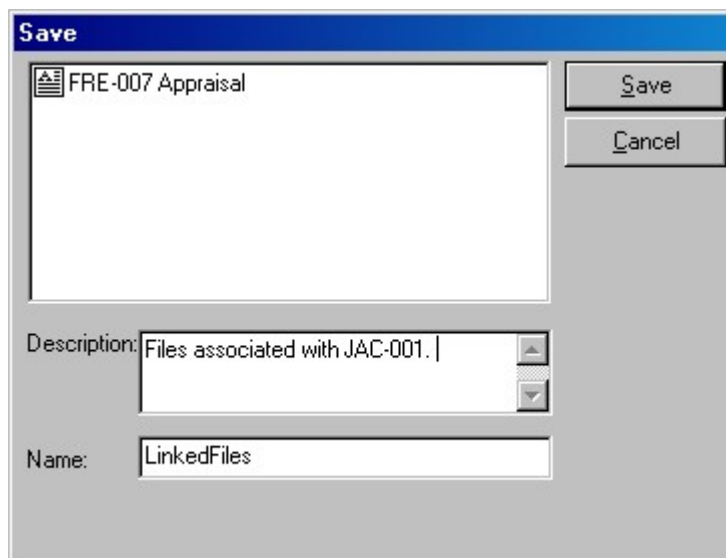 Save
FRE-007 Appraisal
Save
Cancel
Description:
Files associated with JAC-001.
Name:
LinkedFiles